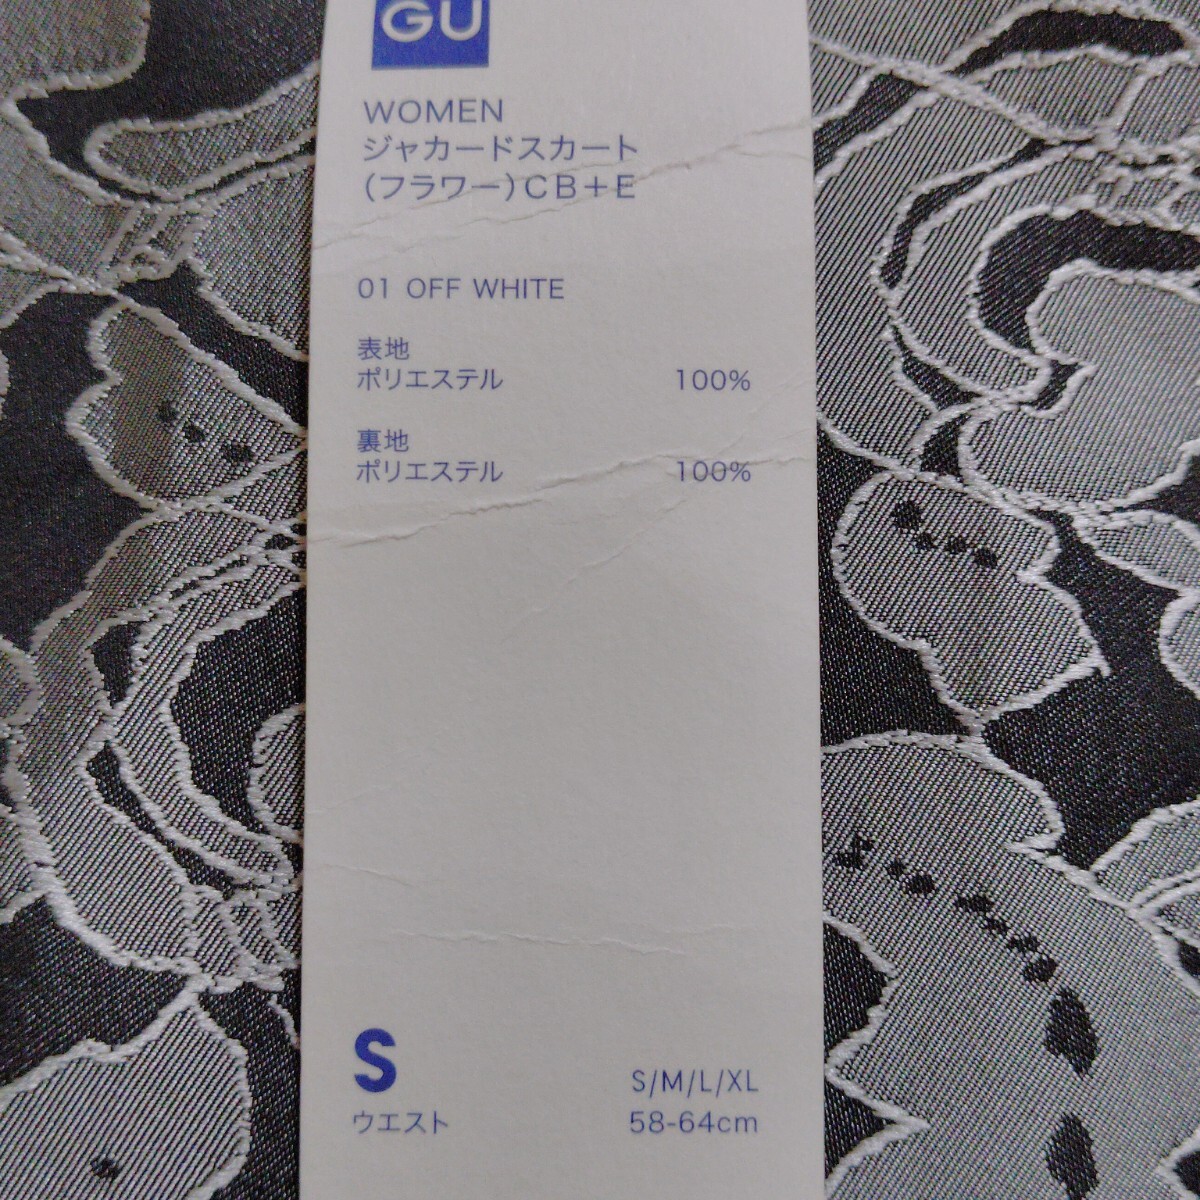 GU
WOMEN
ジャカードスカート
(フラワー)CB+E
01 OFF WHITE
表地
ポリエステル 100%
裏地
ポリエステル 100%
S S/M/L/XL
ウエスト 58-64cm